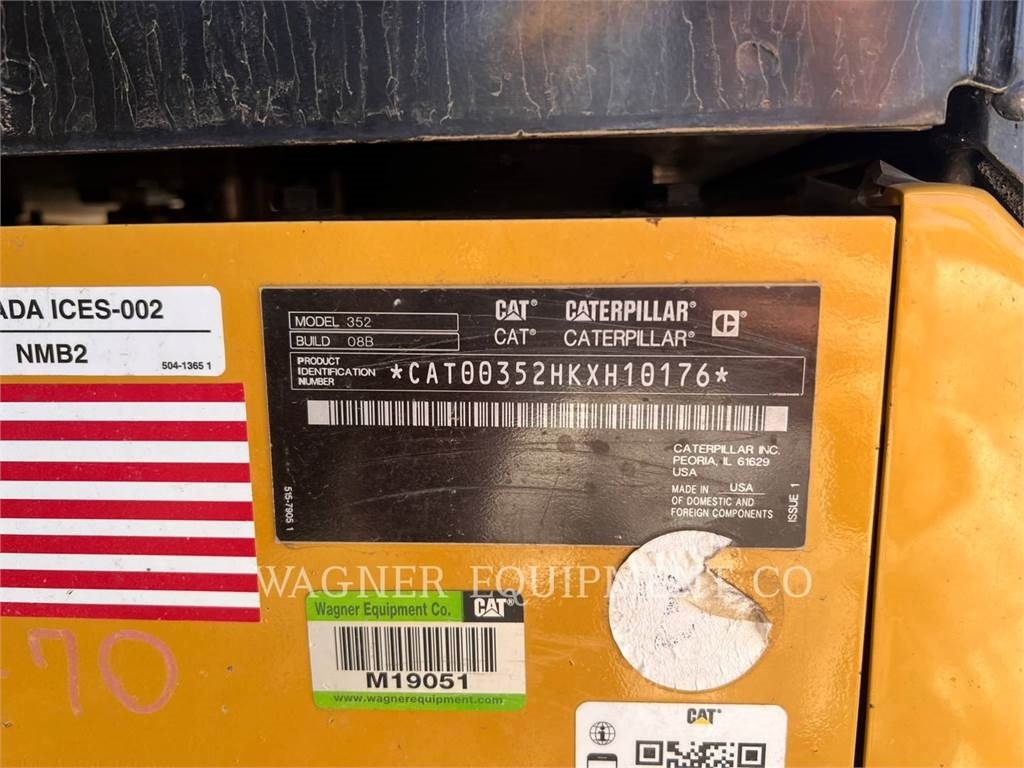 ADA ICES-002
NMB2
504-1365 1
MODEL 352
BUILD 08B
CAT® CATERPILLAR®
CAT® CATERPILLAR®
PRODUCT
IDENTIFICATION
NUMBER
*CAT00352HKXH10176*
CATERPILLAR INC.
PEORIA, IL 61629
USA
MADE IN USA
OF DOMESTIC AND
FOREIGN COMPONENTS
515-7905 1
ISSUE 1
WAGNER EQUIPMENT CO
Wagner Equipment Co. CAT®
M19051
www.wagnerequipment.com
-70
CAT®